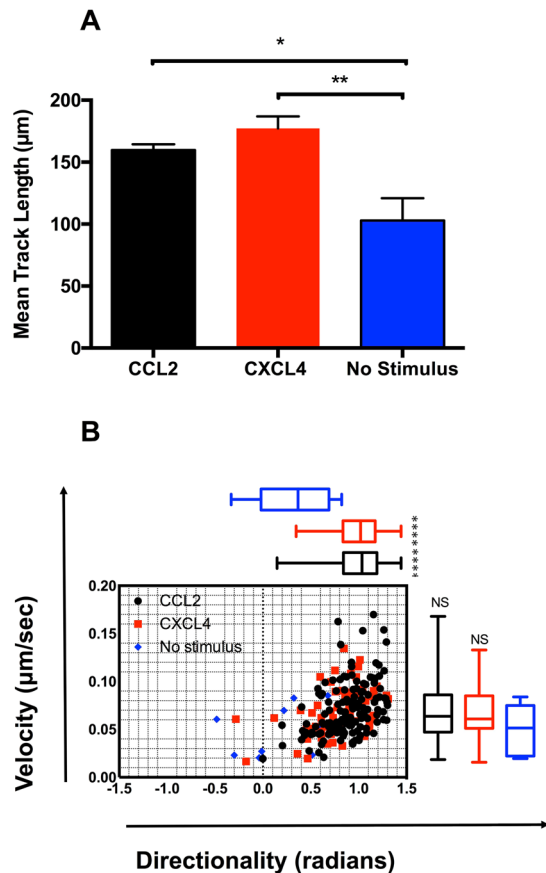 A
*
**
200
150
100
50
0
Mean Track Length (µm)
CCL2 CXCL4 No Stimulus
B
********
0.20
0.15
0.10
0.05
0.00
CCL2
CXCL4
No stimulus
NS
NS
-1.5 -1.0 -0.5 0.0 0.5 1.0 1.5
Velocity (µm/sec)
Directionality (radians)